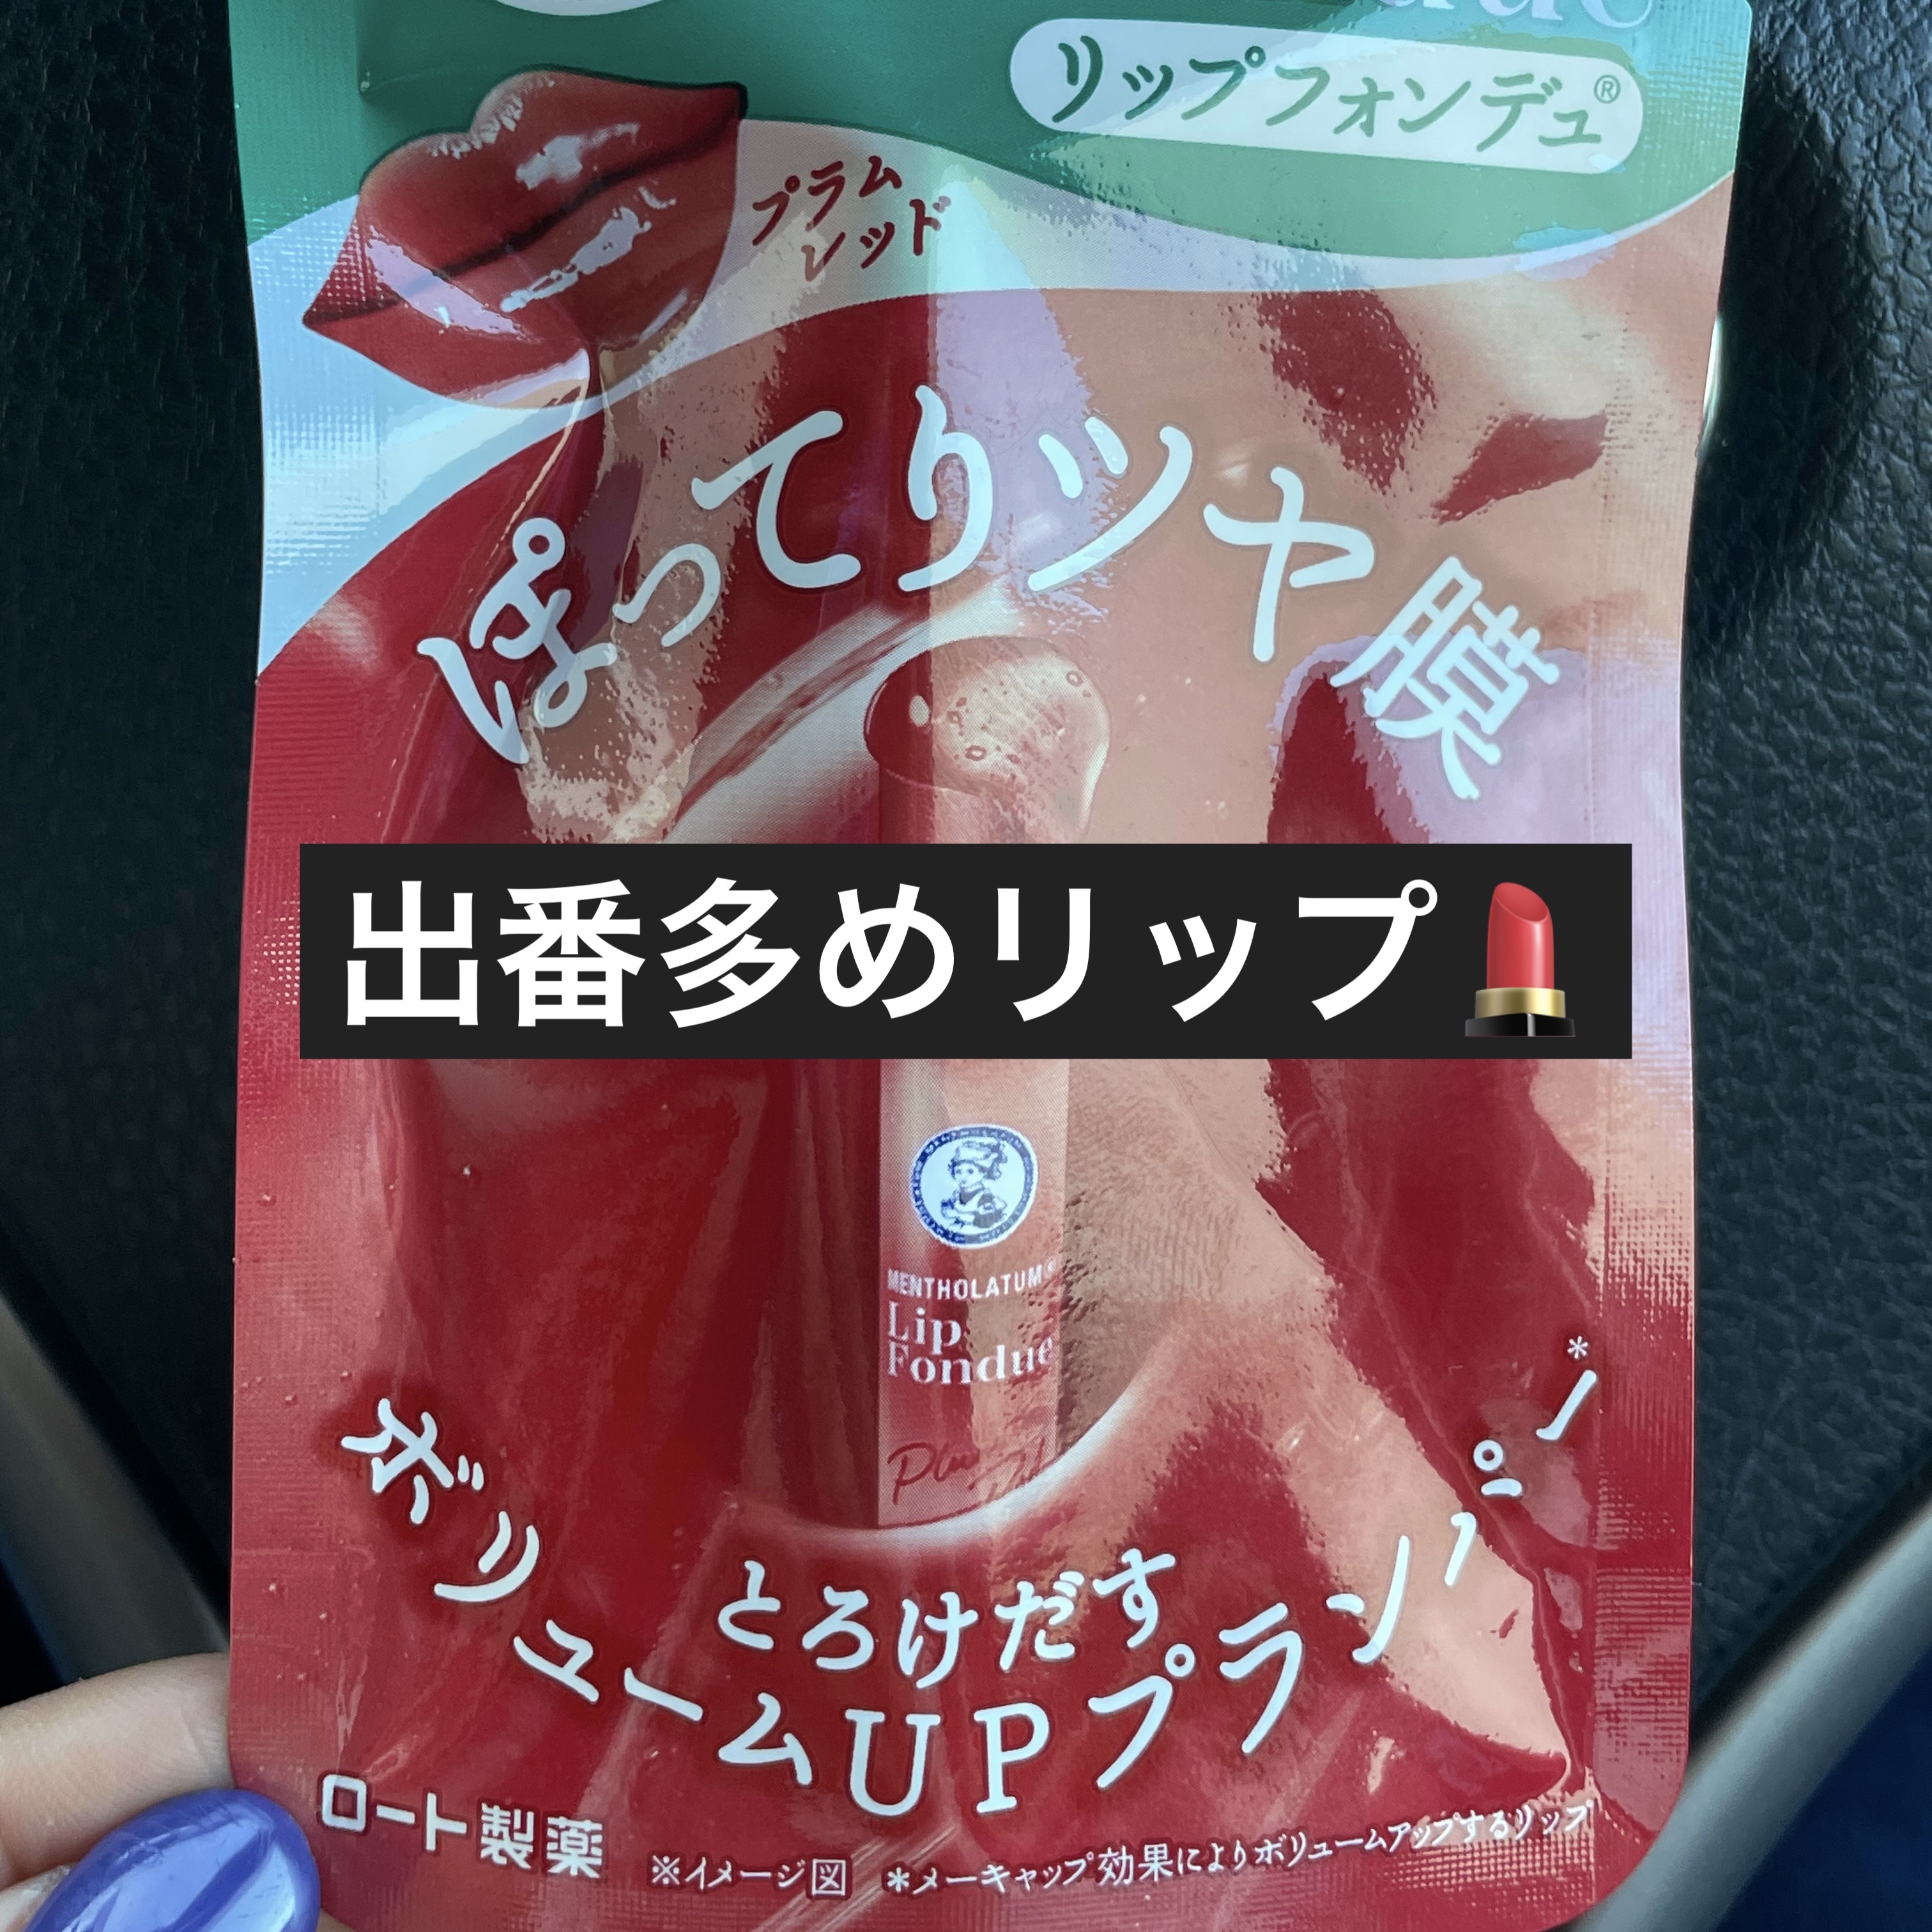 リップフォンデュ®
プラム
レッド
ぽってりツヤ膜
出番多めリップ💄
MENTHOLATUM®
Lip
Fondue
とろけだす
ボリュームUPプランパー*
ロート製薬
※イメージ図 *メーキャップ効果によりボリュームアップするリップ